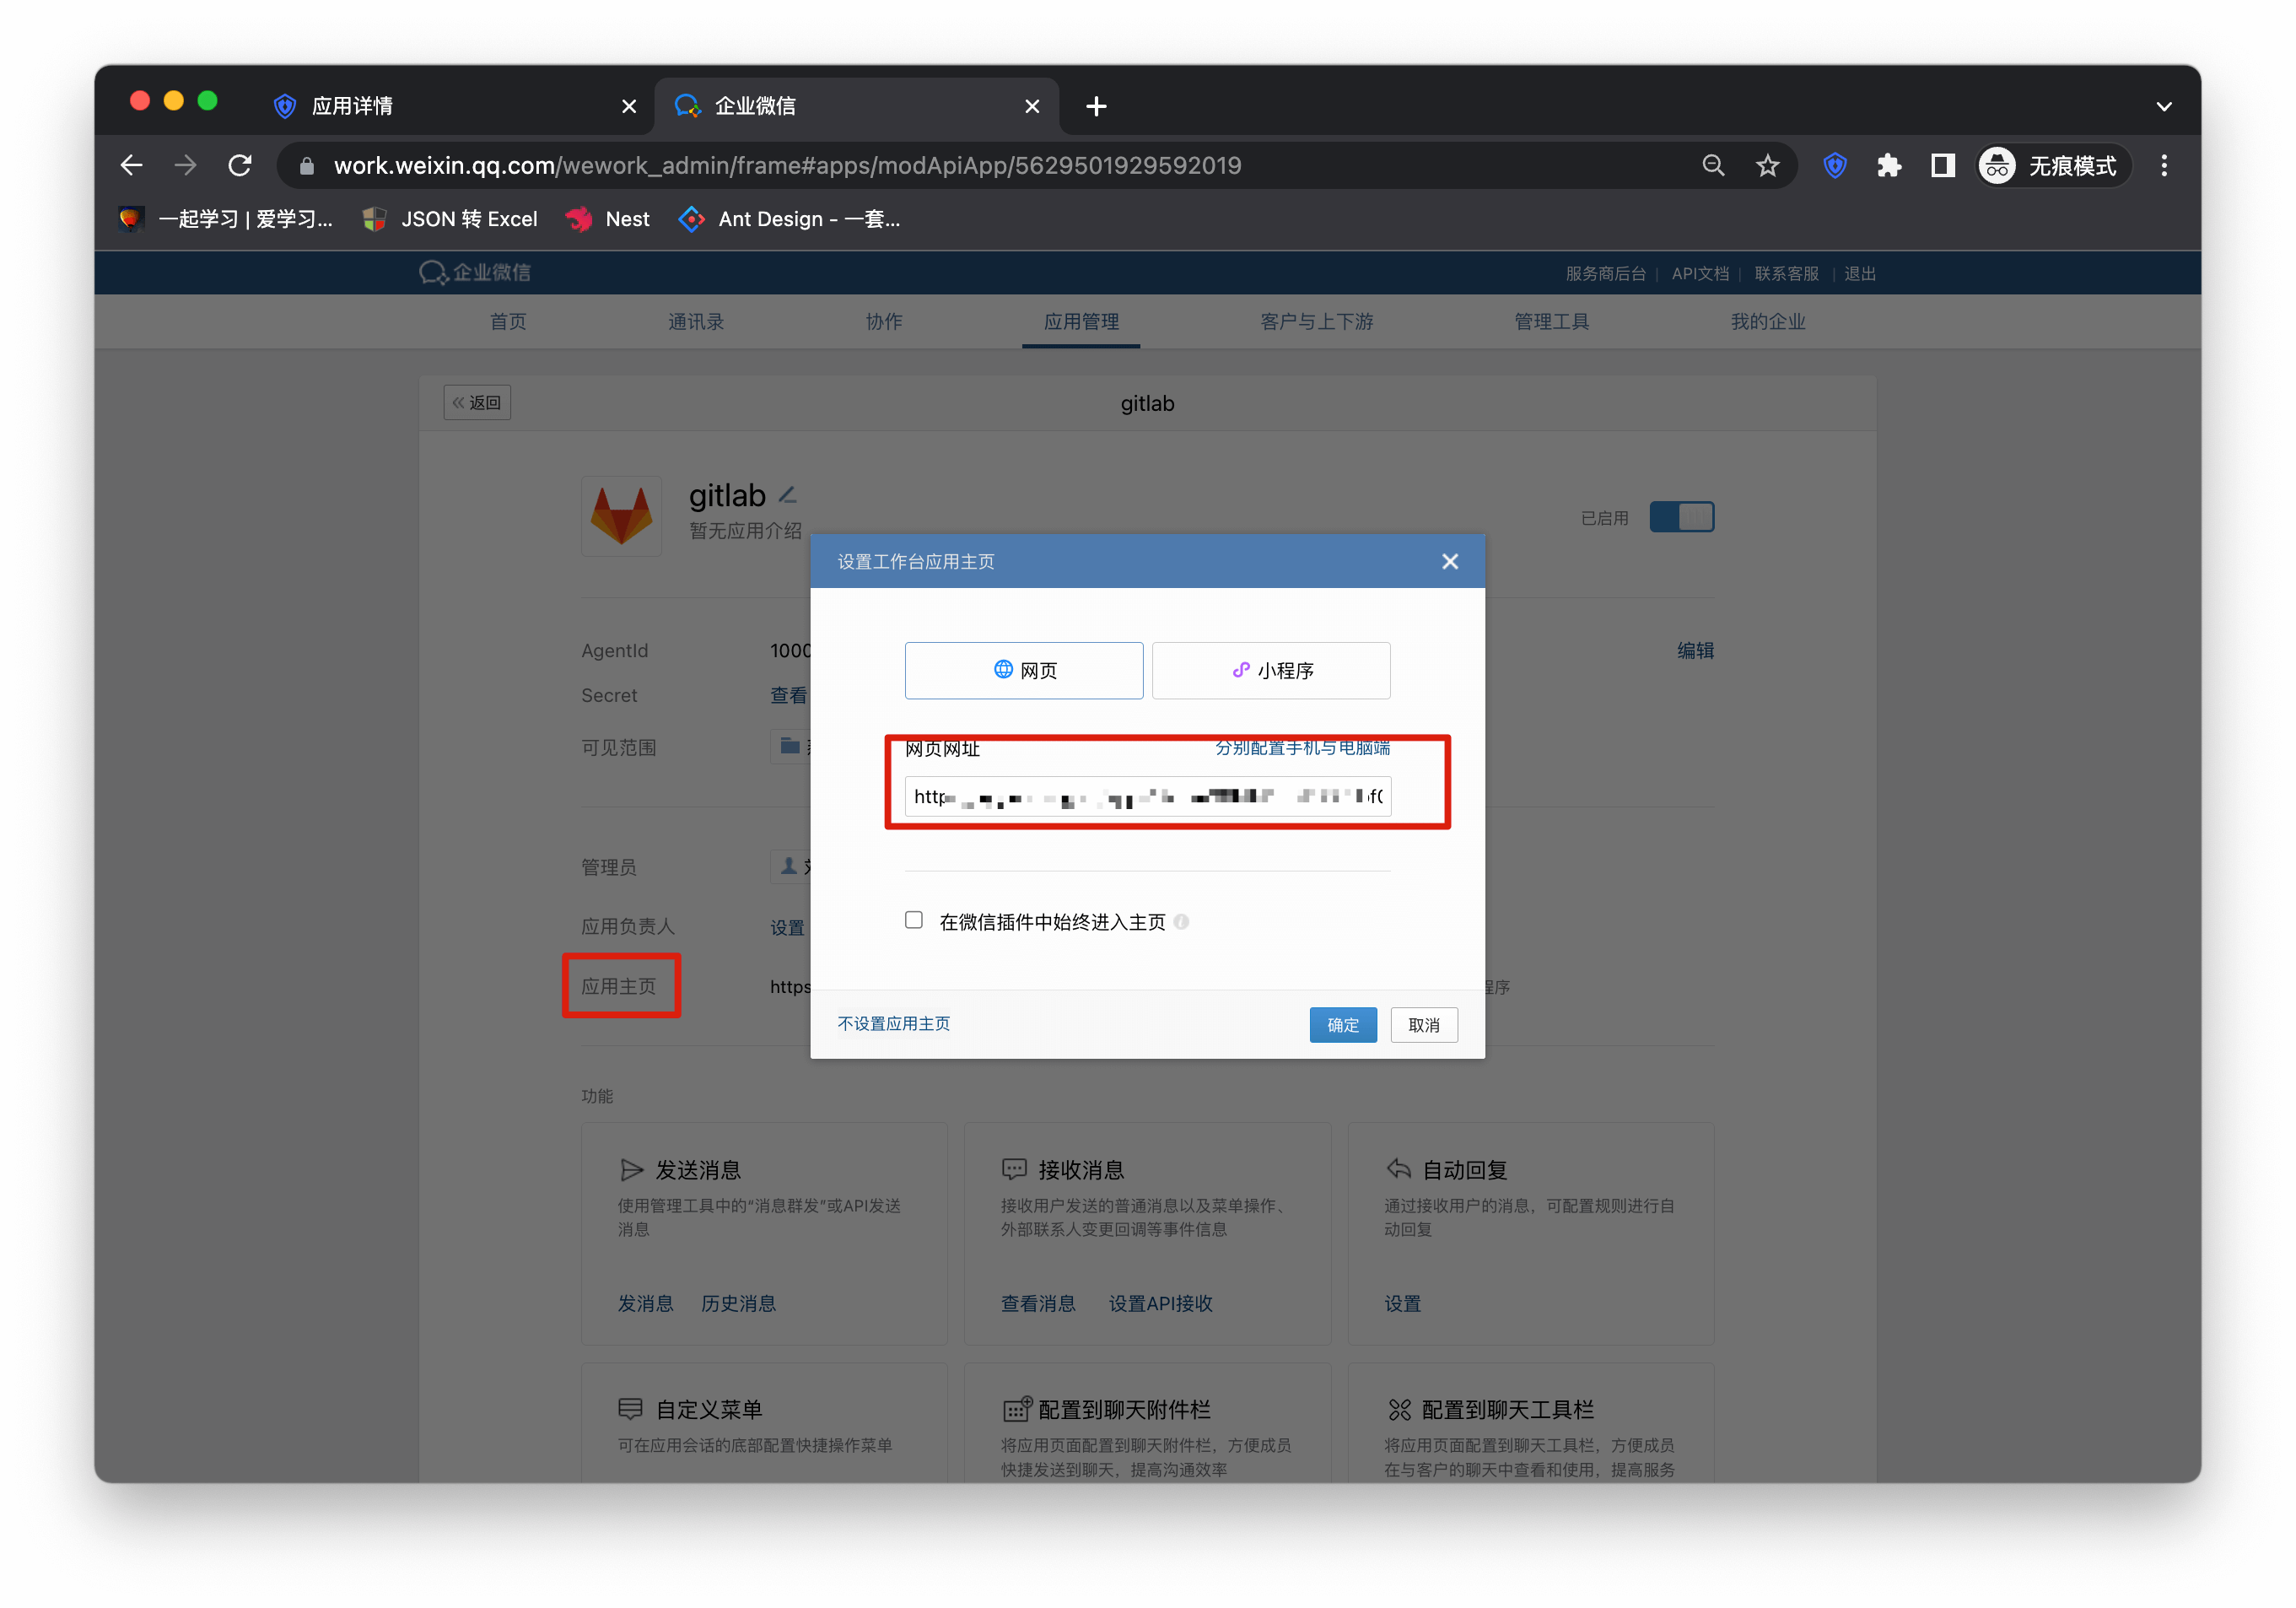 应用详情
企业微信
work.weixin.qq.com/wework_admin/frame#apps/modApiApp/5629501929592019
无痕模式
一起学习 | 爱学习...
JSON 转 Excel
Nest
Ant Design - 一套...
企业微信
服务商后台 | API文档 | 联系客服 | 退出
首页
通讯录
协作
应用管理
客户与上下游
管理工具
我的企业
« 返回
gitlab
gitlab
暂无应用介绍
已启用
设置工作台应用主页
网页
小程序
AgentId
1000
编辑
Secret
查看
可见范围
网页网址
分别配置手机与电脑端
http
管理员
在微信插件中始终进入主页
应用负责人
设置
应用主页
https
程序
不设置应用主页
确定
取消
功能
发送消息
使用管理工具中的“消息群发”或API发送
消息
发消息
历史消息
接收消息
接收用户发送的普通消息以及菜单操作、
外部联系人变更回调等事件信息
查看消息
设置API接收
自动回复
通过接收用户的消息，可配置规则进行自
动回复
设置
自定义菜单
可在应用会话的底部配置快捷操作菜单
配置到聊天附件栏
将应用页面配置到聊天附件栏，方便成员
快捷发送到聊天，提高沟通效率
配置到聊天工具栏
将应用页面配置到聊天工具栏，方便成员
在与客户的聊天中查看和使用，提高服务